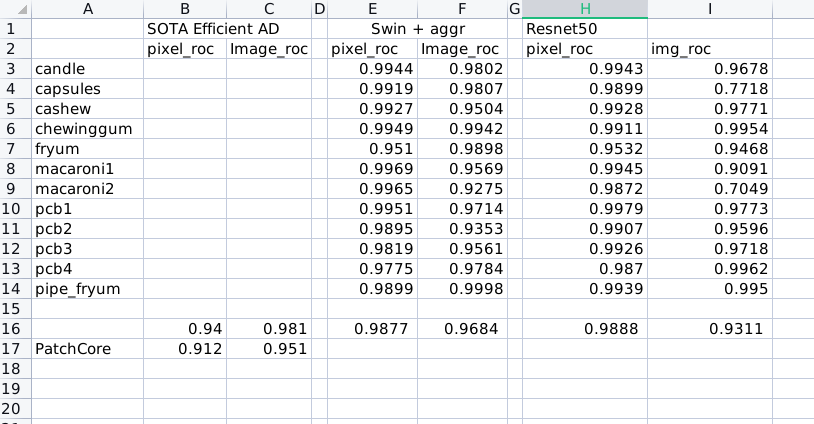 A B C D E F G H I
1 SOTA Efficient AD Swin + aggr Resnet50
2 pixel_roc Image_roc pixel_roc Image_roc pixel_roc img_roc
3 candle 0.9944 0.9802 0.9943 0.9678
4 capsules 0.9919 0.9807 0.9899 0.7718
5 cashew 0.9927 0.9504 0.9928 0.9771
6 chewinggum 0.9949 0.9942 0.9911 0.9954
7 fryum 0.951 0.9898 0.9532 0.9468
8 macaroni1 0.9969 0.9569 0.9945 0.9091
9 macaroni2 0.9965 0.9275 0.9872 0.7049
10 pcb1 0.9951 0.9714 0.9979 0.9773
11 pcb2 0.9895 0.9353 0.9907 0.9596
12 pcb3 0.9819 0.9561 0.9926 0.9718
13 pcb4 0.9775 0.9784 0.987 0.9962
14 pipe_fryum 0.9899 0.9998 0.9939 0.995
15
16 0.94 0.981 0.9877 0.9684 0.9888 0.9311
17 PatchCore 0.912 0.951
18
19
20